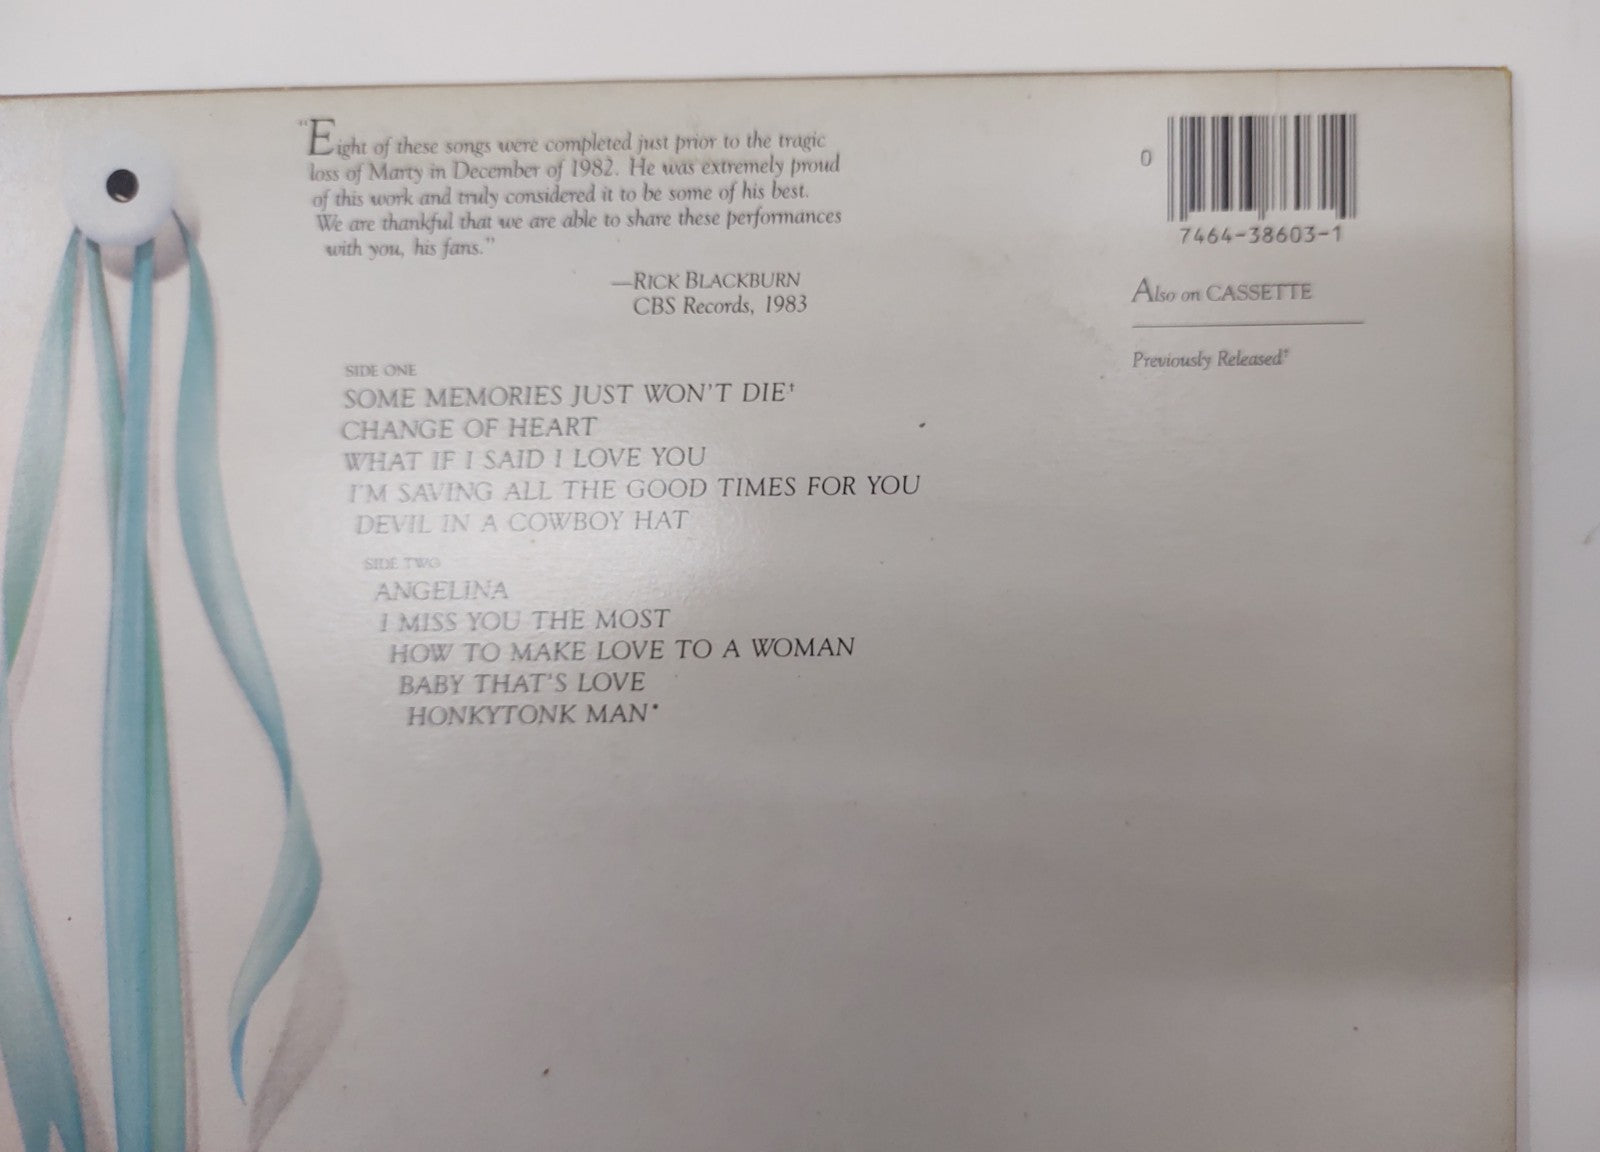 "Eight of these songs were completed just prior to the tragic
loss of Marty in December of 1982. He was extremely proud
of this work and truly considered it to be some of his best.
We are thankful that we are able to share these performances
with you, his fans."
—RICK BLACKBURN
CBS Records, 1983
SIDE ONE
SOME MEMORIES JUST WON'T DIE†
CHANGE OF HEART
WHAT IF I SAID I LOVE YOU
I'M SAVING ALL THE GOOD TIMES FOR YOU
DEVIL IN A COWBOY HAT
SIDE TWO
ANGELINA
I MISS YOU THE MOST
HOW TO MAKE LOVE TO A WOMAN
BABY THAT'S LOVE
HONKYTONK MAN*
0
7464-38603-1
Also on CASSETTE
Previously Released†